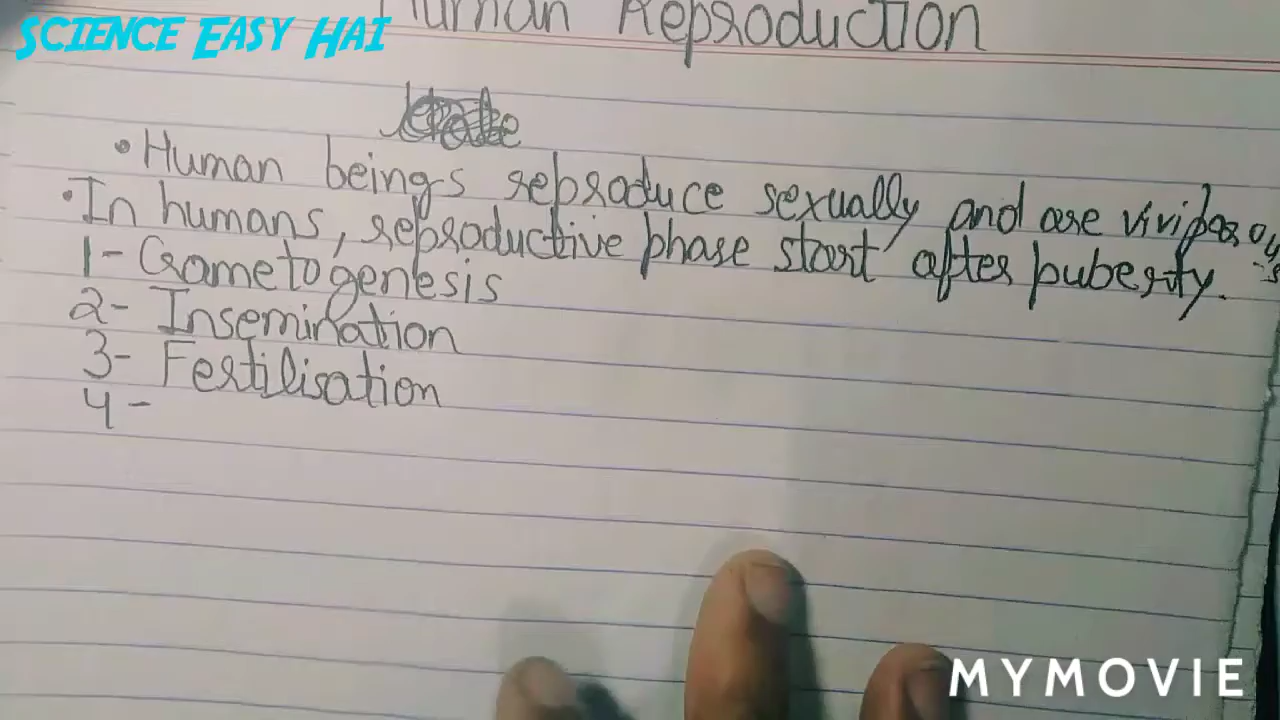 SCIENCE EASY HAI
Human Reproduction
• Human beings reproduce sexually and are viviparous
• In humans, reproductive phase start after puberty.
1- Gametogenesis
2- Insemination
3- Fertilisation
4-
MYMOVIE